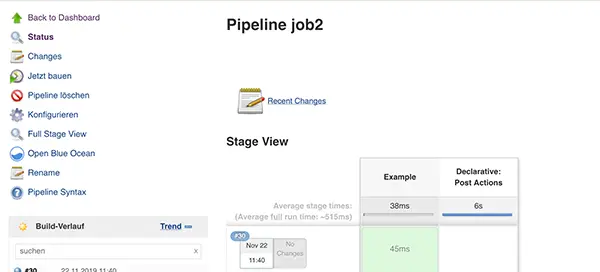 Back to Dashboard
Status
Changes
Jetzt bauen
Pipeline löschen
Konfigurieren
Full Stage View
Open Blue Ocean
Rename
Pipeline Syntax
Build-Verlauf Trend
suchen x
#30 22.11.2019 11:40
Pipeline job2
Recent Changes
Stage View
Example Declarative:
Post Actions
Average stage times: 38ms 6s
(Average full run time: ~515ms)
#30
Nov 22 No
Changes
11:40
45ms